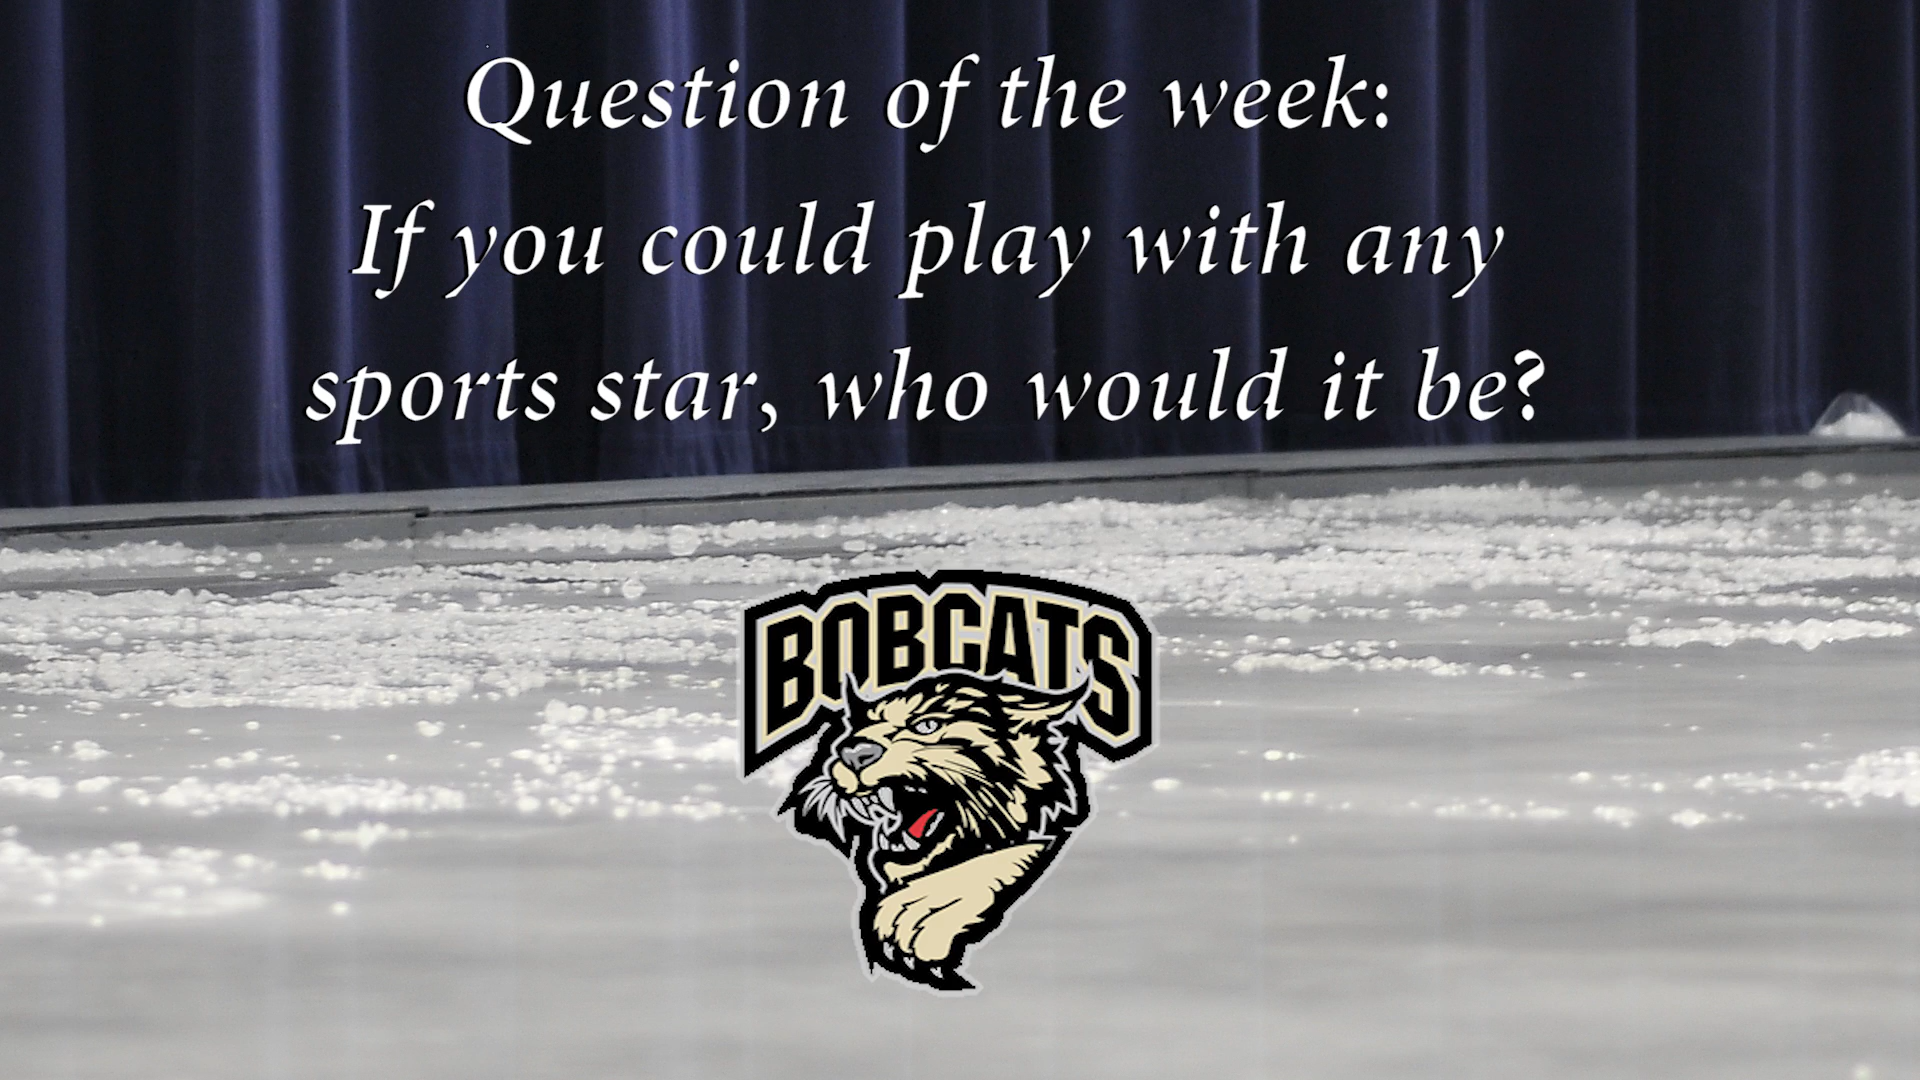 Question of the week:
If you could play with any
sports star, who would it be?
BOBCATS